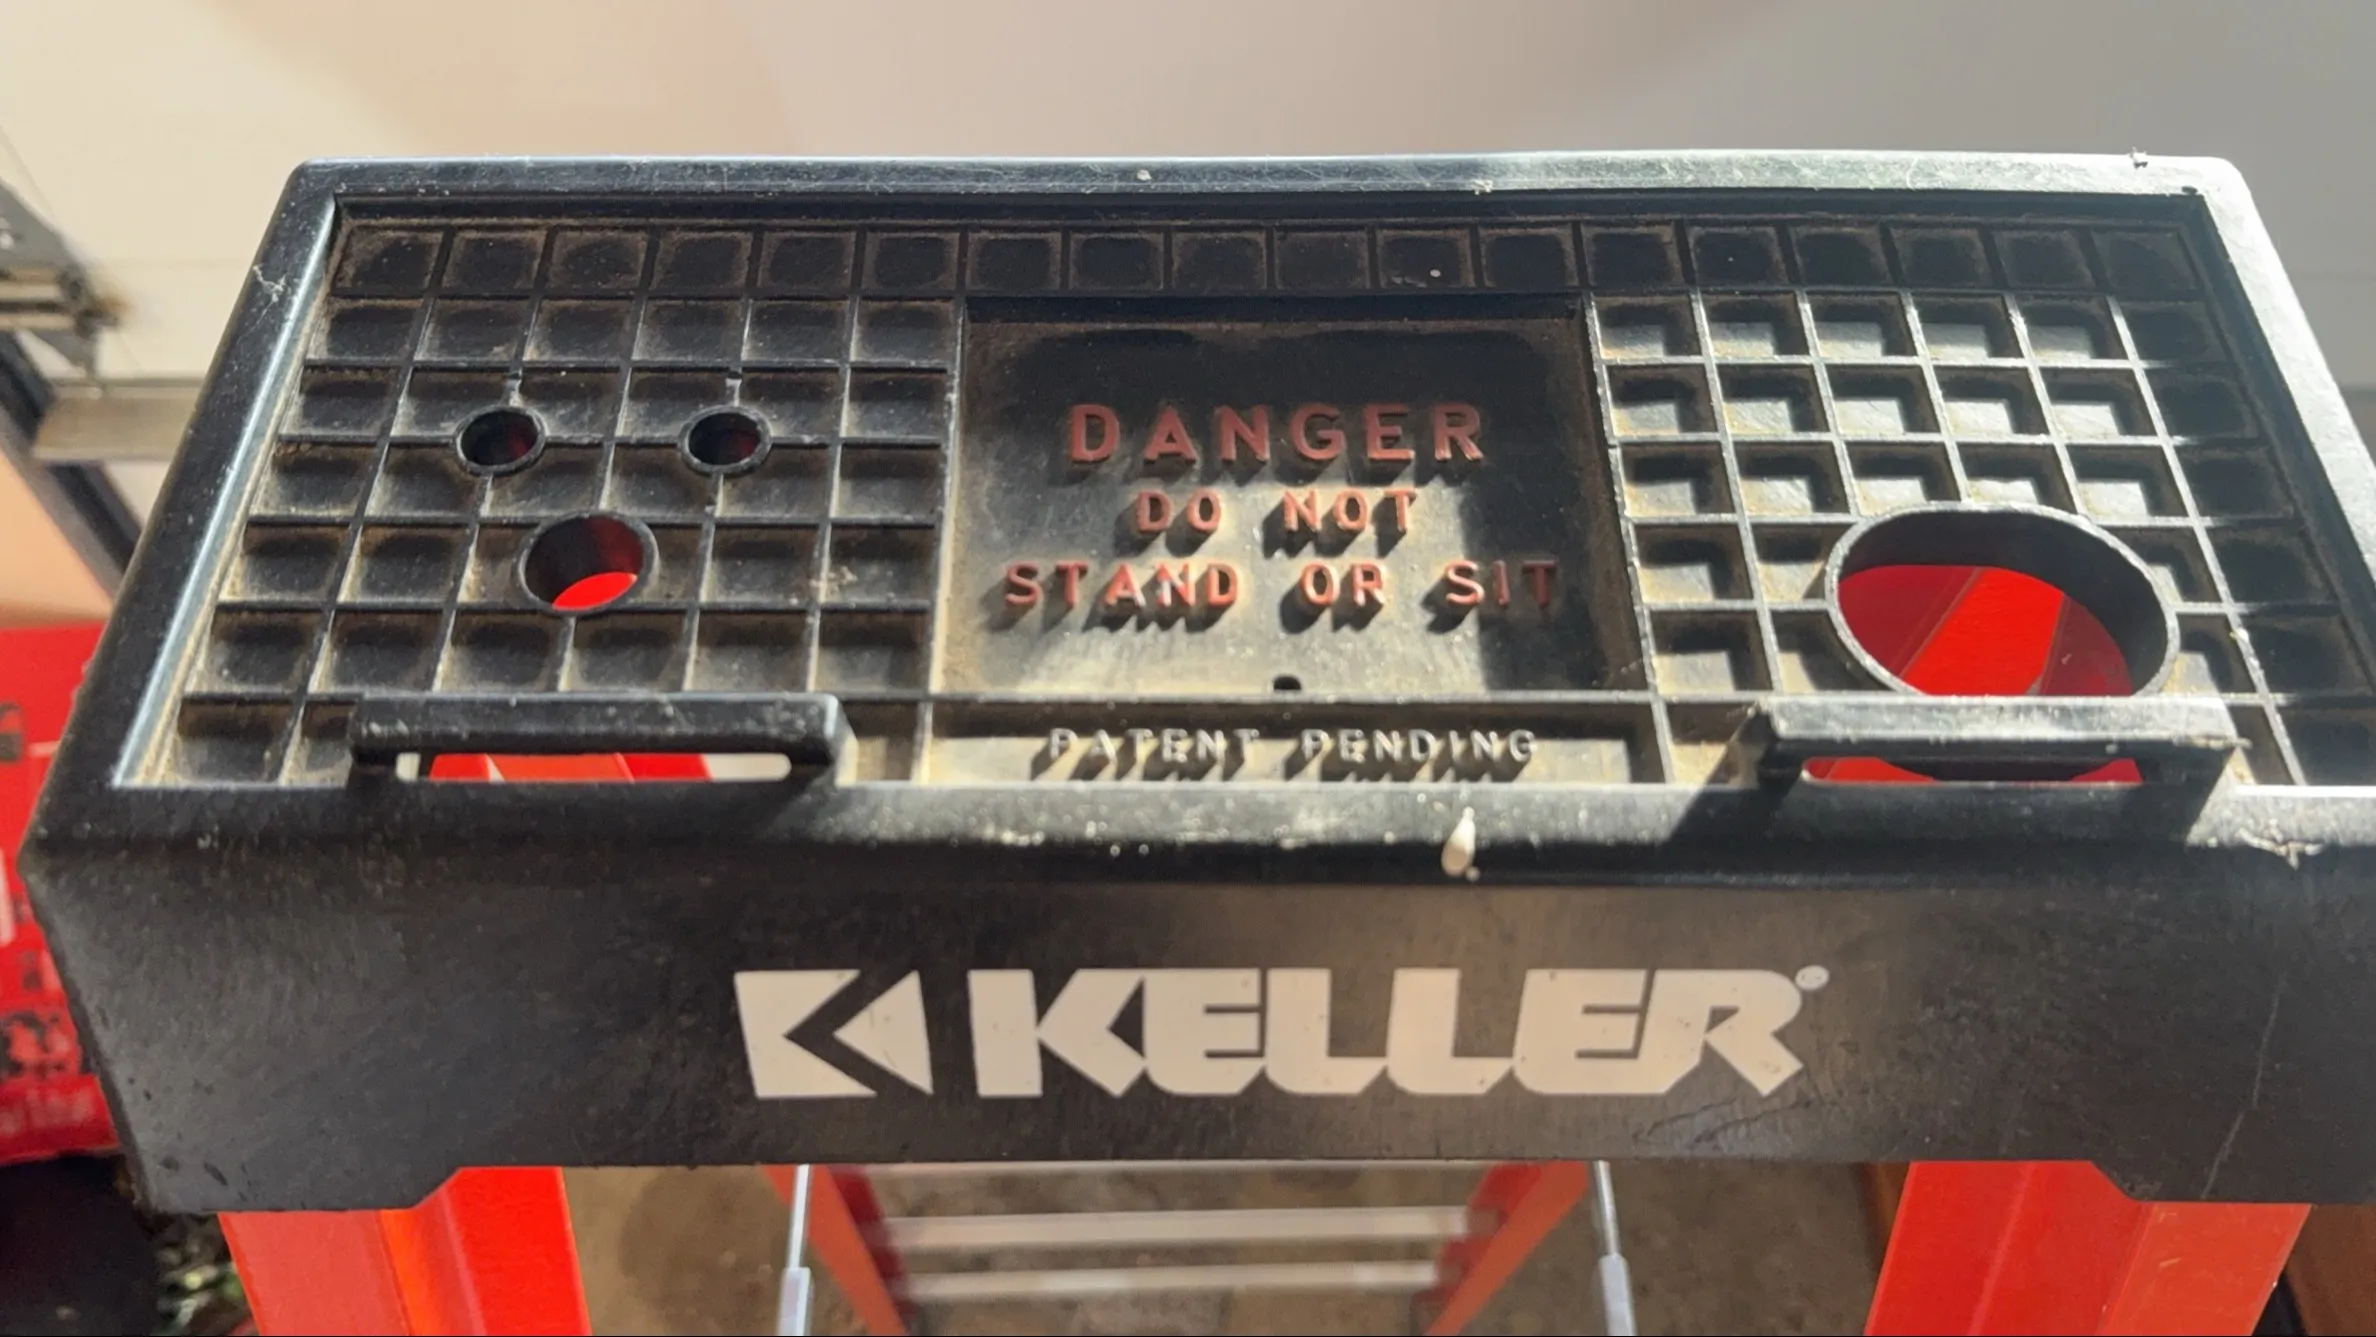 DANGER
DO NOT
STAND OR SIT
PATENT PENDING
KELLER